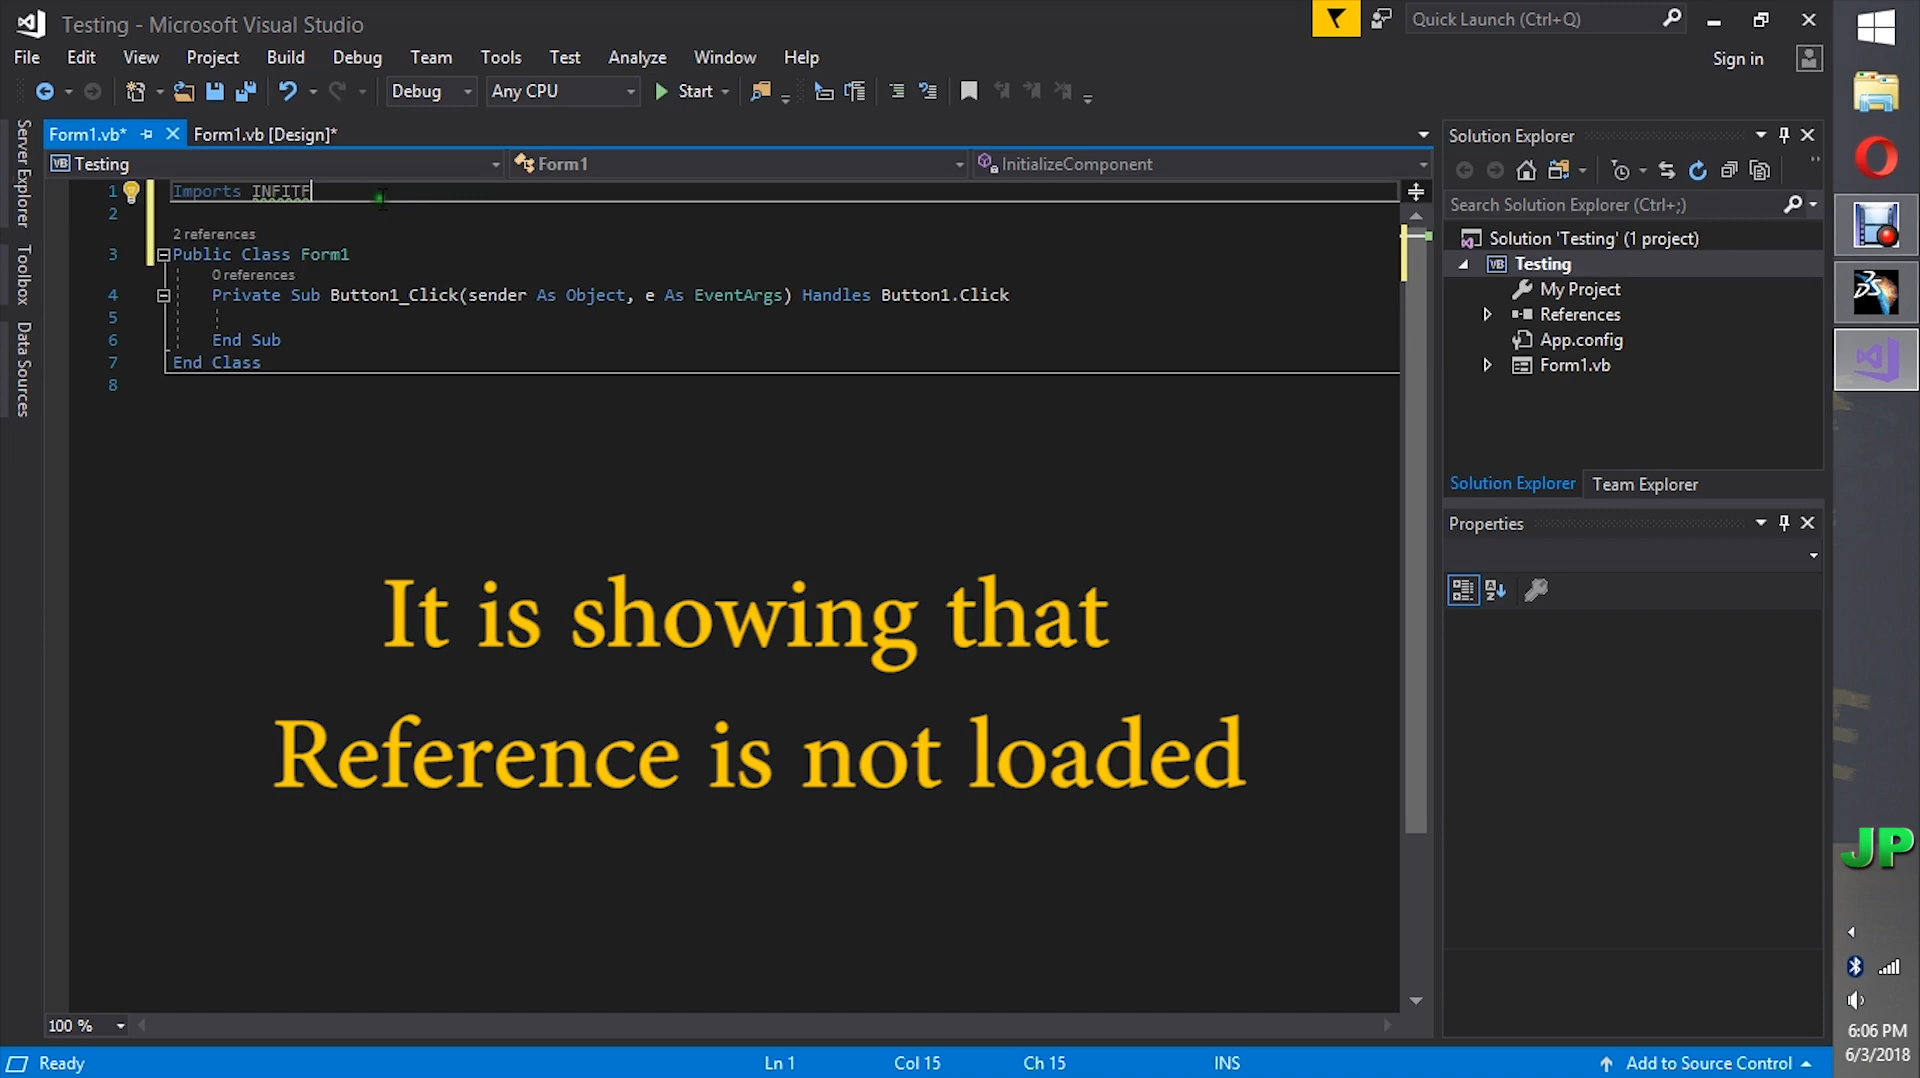 Testing - Microsoft Visual Studio
Quick Launch (Ctrl+Q)
File Edit View Project Build Debug Team Tools Test Analyze Window Help
Sign in
Debug Any CPU Start
Server Explorer
Toolbox
Data Sources
Form1.vb* Form1.vb [Design]*
VB Testing Form1 InitializeComponent
1 Imports INFITF
2
2 references
3 Public Class Form1
0 references
4 Private Sub Button1_Click(sender As Object, e As EventArgs) Handles Button1.Click
5
6 End Sub
7 End Class
8
It is showing that
Reference is not loaded
Solution Explorer
Search Solution Explorer (Ctrl+;)
Solution 'Testing' (1 project)
VB Testing
My Project
References
App.config
Form1.vb
Solution Explorer Team Explorer
Properties
100 %
Ready Ln 1 Col 15 Ch 15 INS Add to Source Control
JP
6:06 PM
6/3/2018